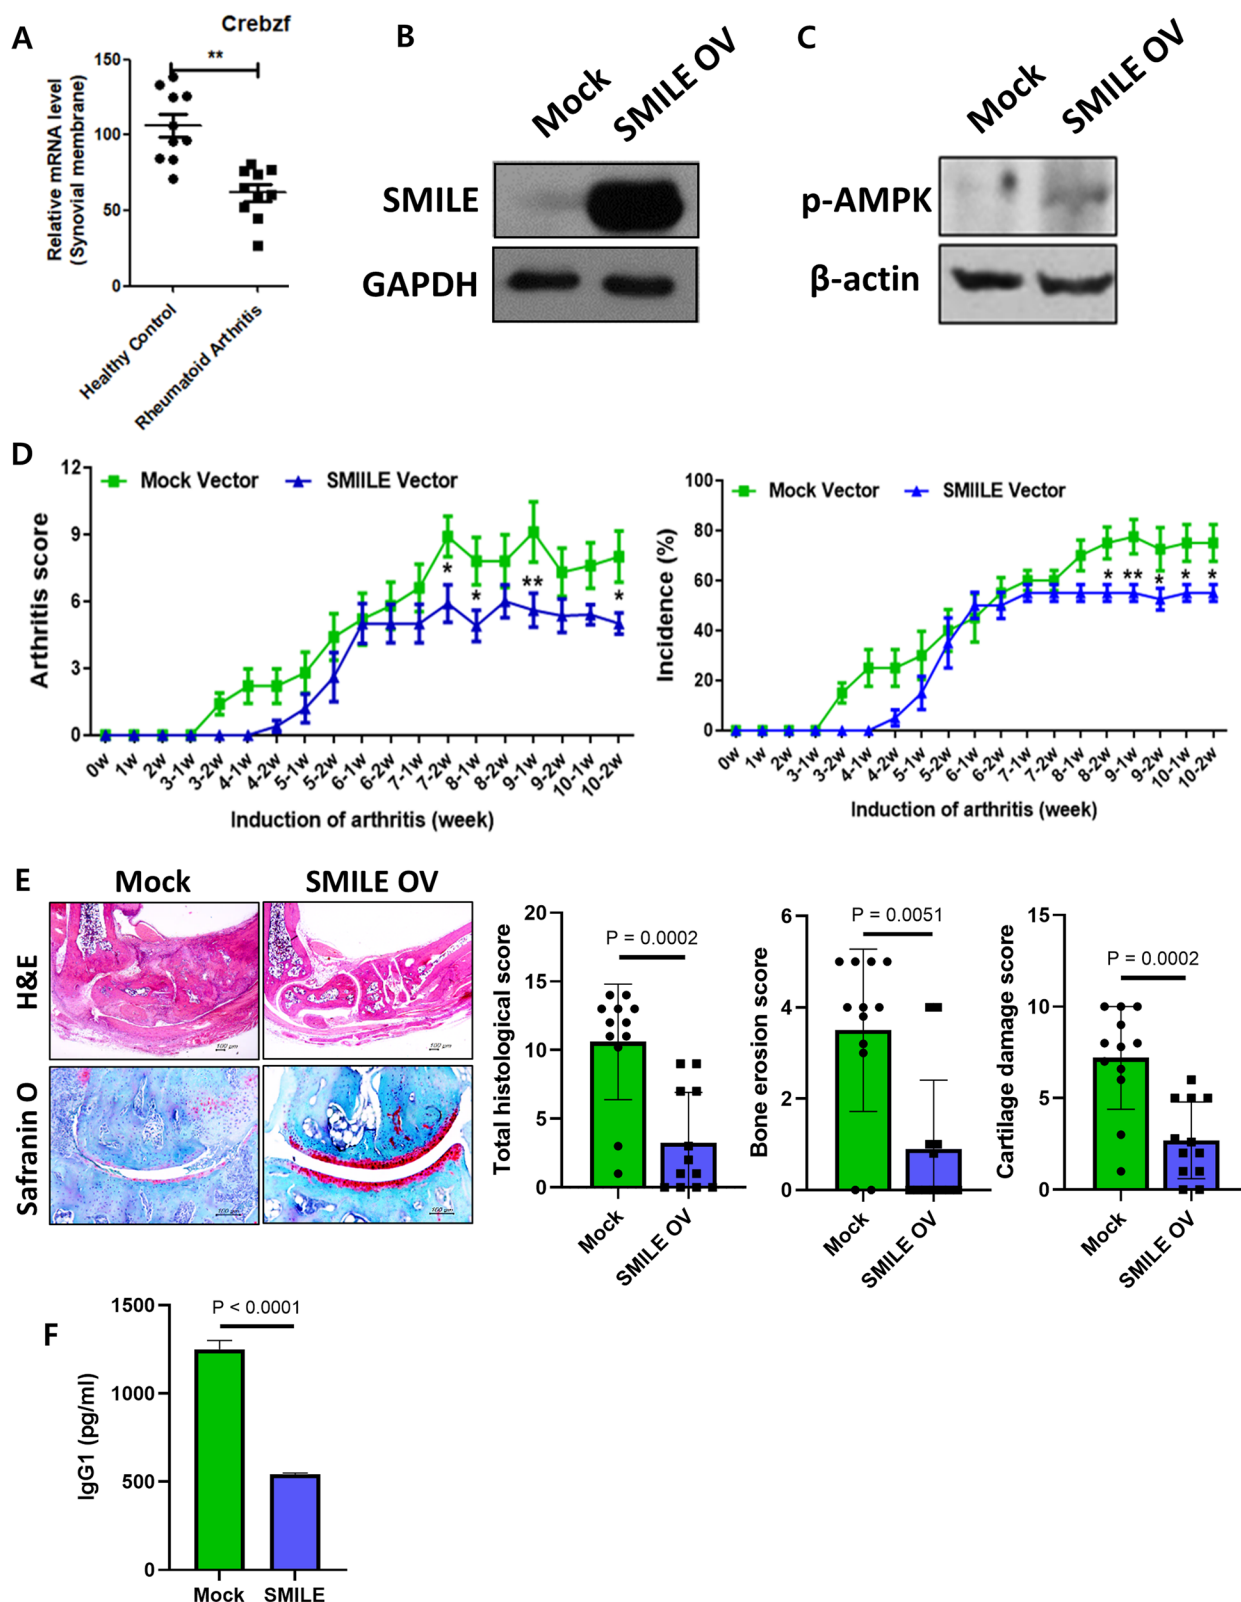 A
Crebzf
**
Relative mRNA level
(Synovial membrane)
150
100
50
0
Healthy Control
Rheumatoid Arthritis
B
Mock
SMILE OV
SMILE
GAPDH
C
Mock
SMILE OV
p-AMPK
β-actin
D
Mock Vector
SMIILE Vector
Arthritis score
12
9
6
3
0
*
*
**
*
0w
1w
2w
3-1w
3-2w
4-1w
4-2w
5-1w
5-2w
6-1w
6-2w
7-1w
7-2w
8-1w
8-2w
9-1w
9-2w
10-1w
10-2w
Induction of arthritis (week)
Mock Vector
SMIILE Vector
Incidence (%)
100
80
60
40
20
0
*
**
*
*
*
0w
1w
2w
3-1w
3-2w
4-1w
4-2w
5-1w
5-2w
6-1w
6-2w
7-1w
7-2w
8-1w
8-2w
9-1w
9-2w
10-1w
10-2w
Induction of arthritis (week)
E
Mock
SMILE OV
H&E
Safranin O
100 µm
100 µm
100 µm
100 µm
Total histological score
20
15
10
5
0
P = 0.0002
Mock
SMILE OV
Bone erosion score
6
4
2
0
P = 0.0051
Mock
SMILE OV
Cartilage damage score
15
10
5
0
P = 0.0002
Mock
SMILE OV
F
P < 0.0001
IgG1 (pg/ml)
1500
1000
500
0
Mock
SMILE